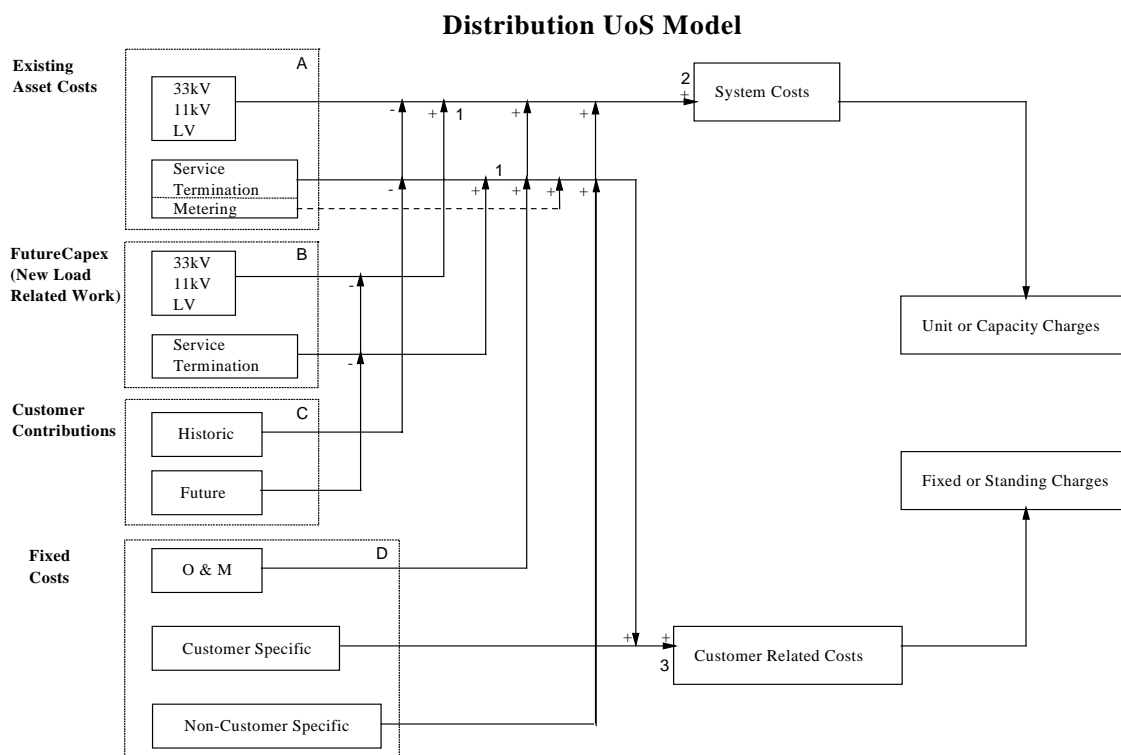 Distribution UoS Model
Existing
Asset Costs
A
33kV
11kV
LV
Service
Termination
Metering
- + 1 + + 2 +
System Costs
1
- + + + +
FutureCapex
(New Load
Related Work)
B
33kV
11kV
LV
Service
Termination
-
-
Unit or Capacity Charges
Customer
Contributions
C
Historic
Future
Fixed or Standing Charges
Fixed
Costs
D
O & M
Customer Specific
Non-Customer Specific
+ +
3
Customer Related Costs